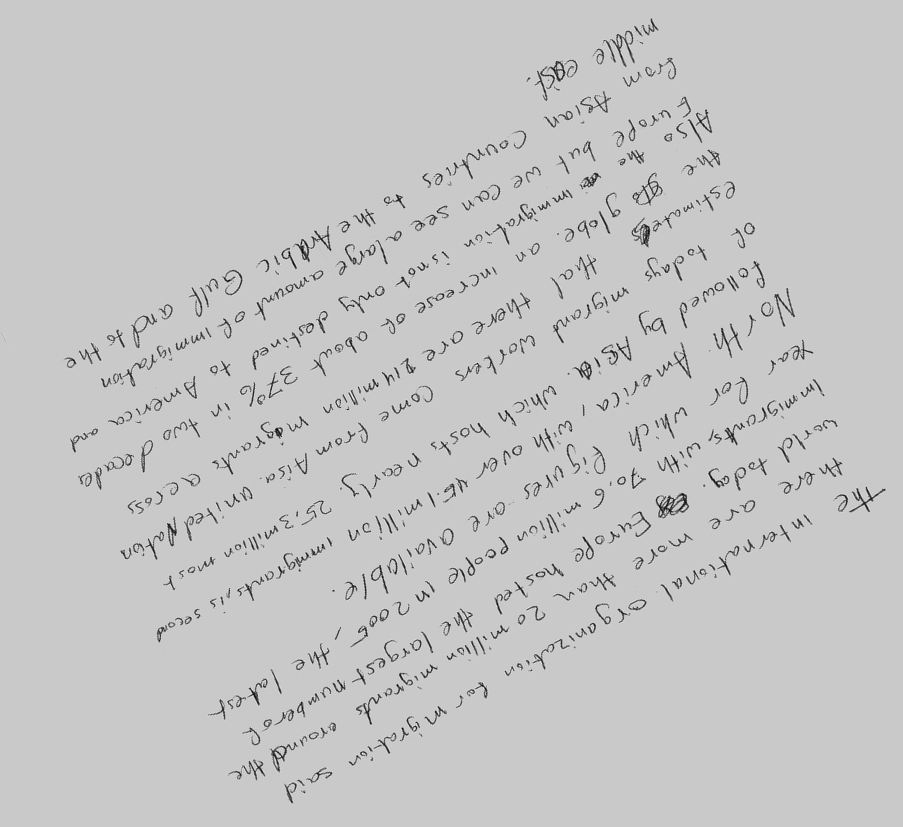 the international organization for migration said
there are more than 20 million migrants around the
world today. Europe hosted the largest number of
immigrants, with 70,6 million people in 2005, the latest
year for which figures are available.
North America, with over 45.1 million immigrants, is second
followed by Asia. which hosts nearly. 25,3 million most
of todays migrand workers come from Aisa. united Nation
estimates that there are 214 million migrants across
the globe. an increase of about 37% in two decades
Also the immigration is not only destined to America and
Europe but we can see a large amount of immigration
from Asian countries to the Arabic Gulf and to the
middle east.